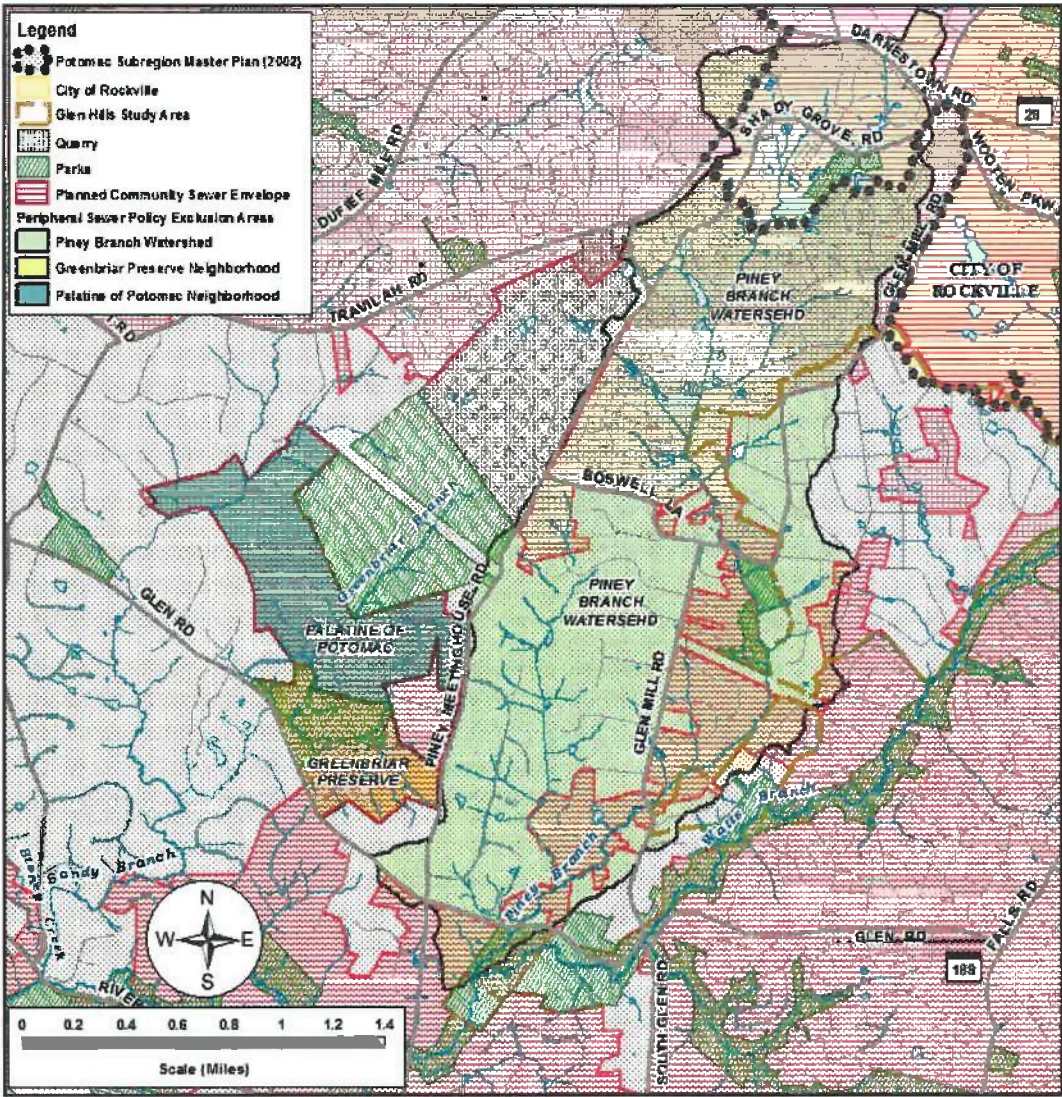 Legend
Potomac Subregion Master Plan (2002)
City of Rockville
Glen Hills Study Area
Quarry
Parks
Planned Community Sewer Envelope
Peripheral Sewer Policy Exclusion Areas
Piney Branch Watershed
Greenbriar Preserve Neighborhood
Palatine of Potomac Neighborhood
DARNESTOWN RD
28
SHADY GROVE RD
WOOTEN PKWY
DUFIEF MILE RD
GLEN MILL RD
CITY OF
ROCKVILLE
TRAVILAH RD
PINEY
BRANCH
WATERSEHD
BOSWELL LA
Greenbriar Branch
GLEN RD
PINEY
BRANCH
WATERSEHD
PALATINE OF
POTOMAC
PINEY MEETINGHOUSE RD
GLEN MILL RD
GREENBRIAR
PRESERVE
Watts Branch
Sandy Branch
Piney Branch
N
W E
S
GLEN RD
FALLS RD
188
RIVER
SOUTH GLEN RD
0 0.2 0.4 0.6 0.8 1 1.2 1.4
Scale (Miles)